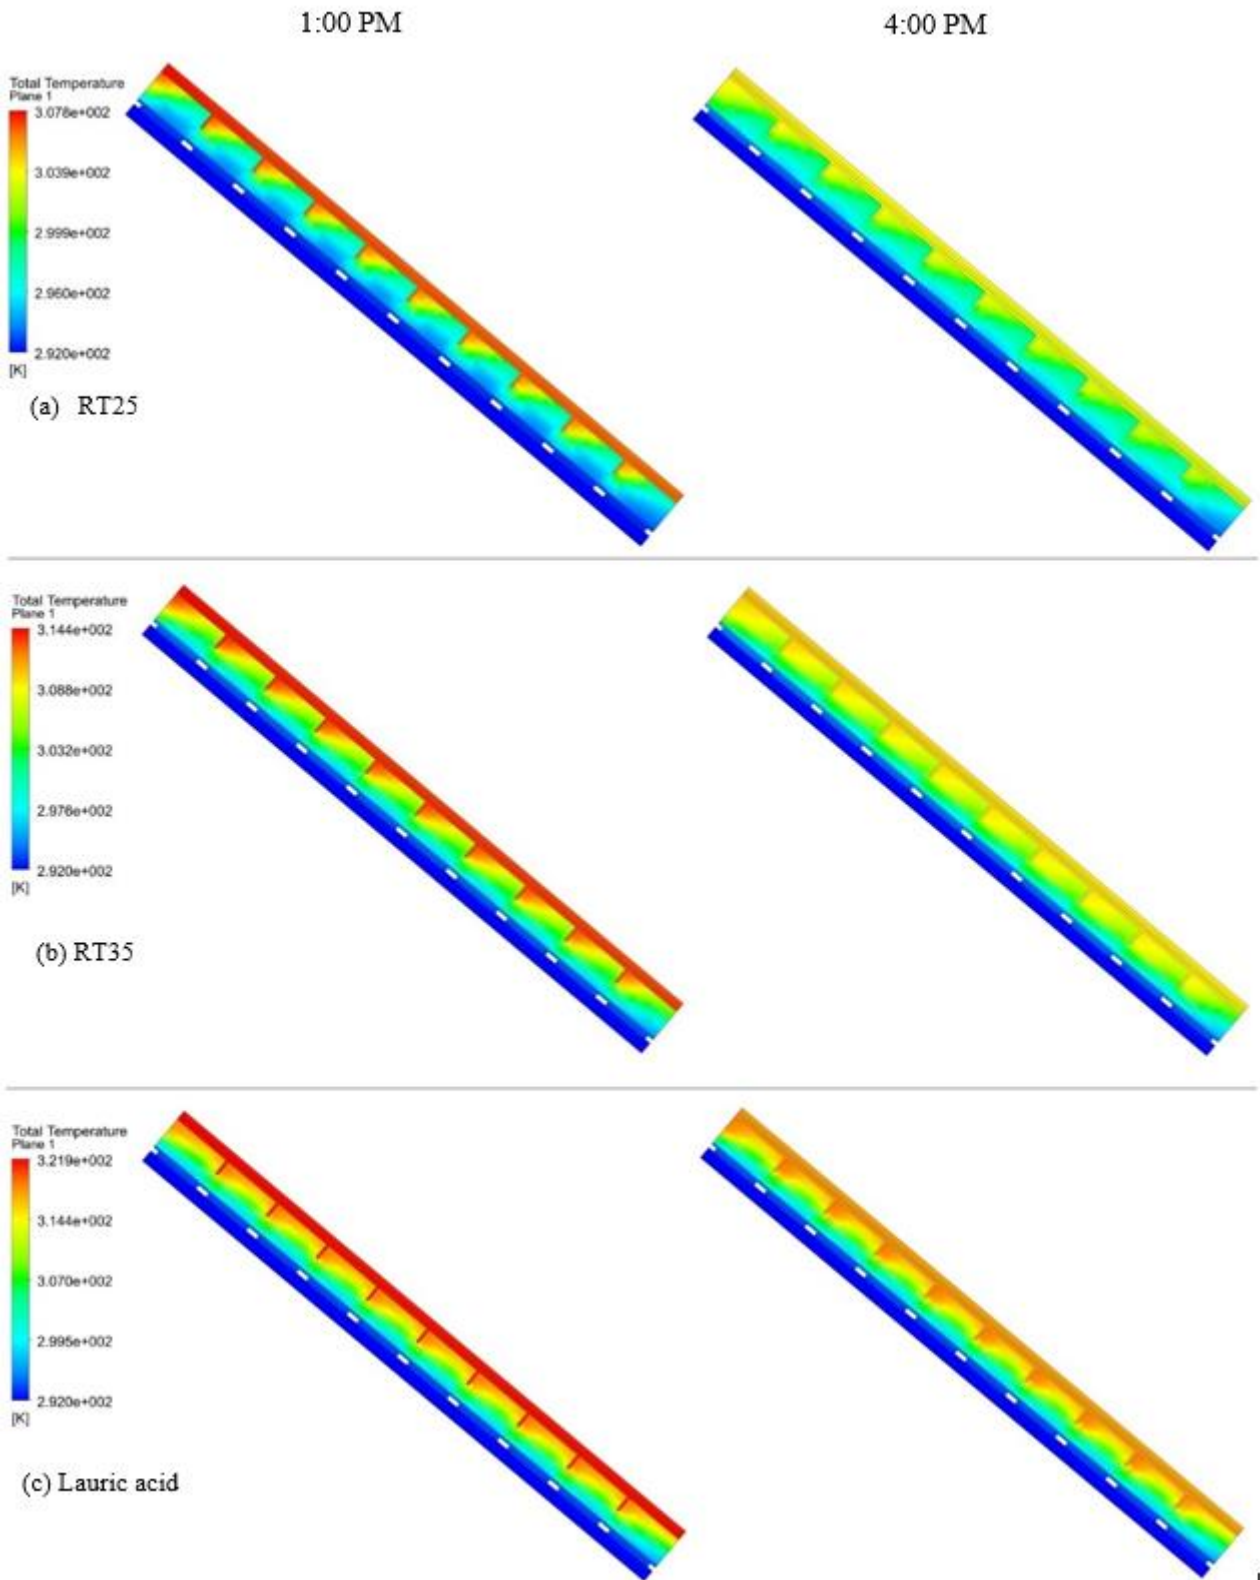 1:00 PM
4:00 PM
Total Temperature
Plane 1
3.078e+002
3.039e+002
2.999e+002
2.960e+002
2.920e+002
[K]
(a) RT25
Total Temperature
Plane 1
3.144e+002
3.088e+002
3.032e+002
2.976e+002
2.920e+002
[K]
(b) RT35
Total Temperature
Plane 1
3.219e+002
3.144e+002
3.070e+002
2.995e+002
2.920e+002
[K]
(c) Lauric acid